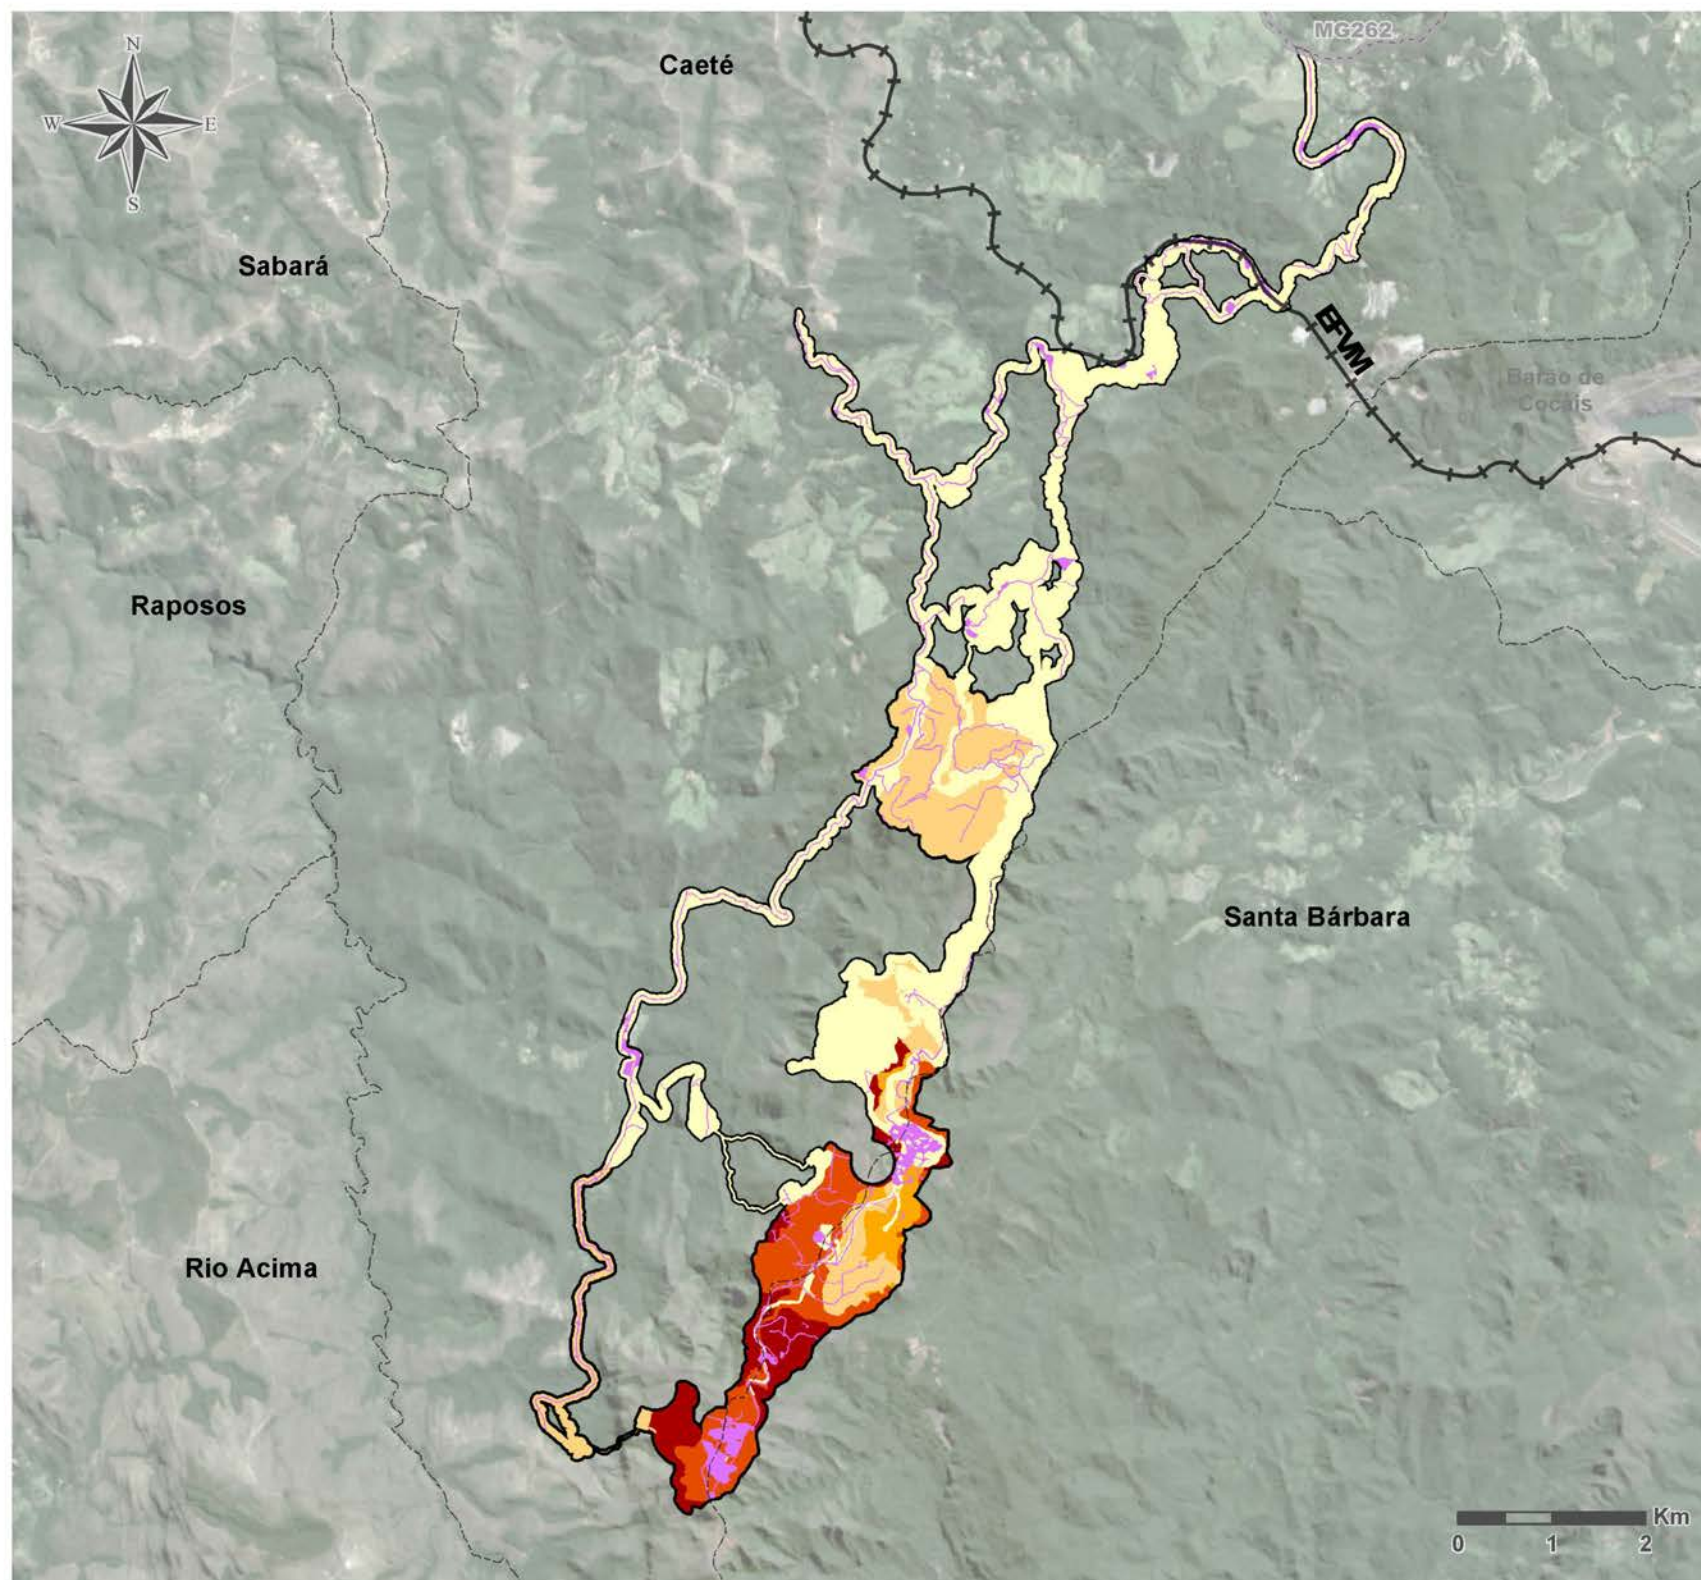 MG262
Caeté
N
W
E
S
Sabará
EFVM
Barão de
Cocais
Raposos
Santa Bárbara
Rio Acima
Km
0
1
2